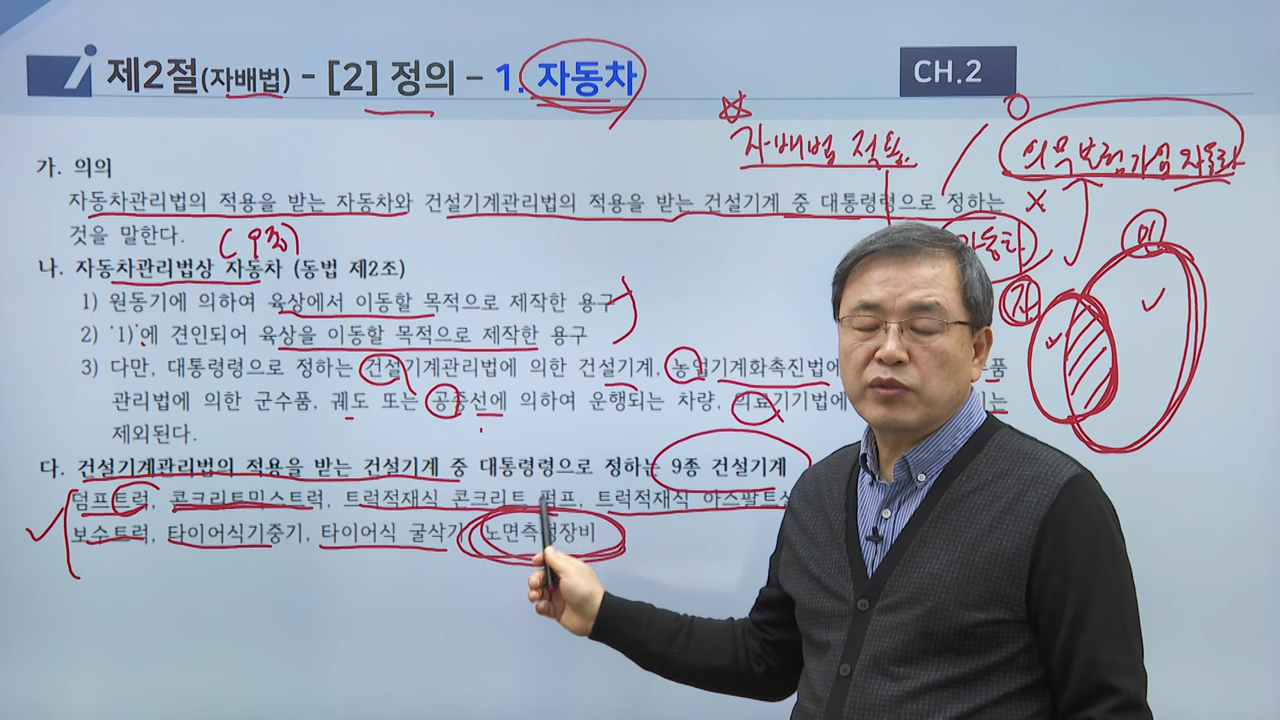 제2절(자배법) - [2] 정의 – 1. 자동차
CH.2
자배법 적용
의무보험가입
가. 의의
자동차관리법의 적용을 받는 자동차와 건설기계관리법의 적용을 받는 건설기계 중 대통령령으로 정하는
것을 말한다.
(9종)
자동차
민
자
나. 자동차관리법상 자동차 (동법 제2조)
1) 원동기에 의하여 육상에서 이동할 목적으로 제작한 용구
2) '1)'에 견인되어 육상을 이동할 목적으로 제작한 용구
3) 다만, 대통령령으로 정하는 건설기계관리법에 의한 건설기계, 농업기계화촉진법에 품
관리법에 의한 군수품, 궤도 또는 공중선에 의하여 운행되는 차량, 의료기기법에 는
제외된다.
다. 건설기계관리법의 적용을 받는 건설기계 중 대통령령으로 정하는 9종 건설기계
덤프트럭, 콘크리트믹스트럭, 트럭적재식 콘크리트 펌프, 트럭적재식 아스팔트
보수트럭, 타이어식기중기, 타이어식 굴삭기, 노면측정장비